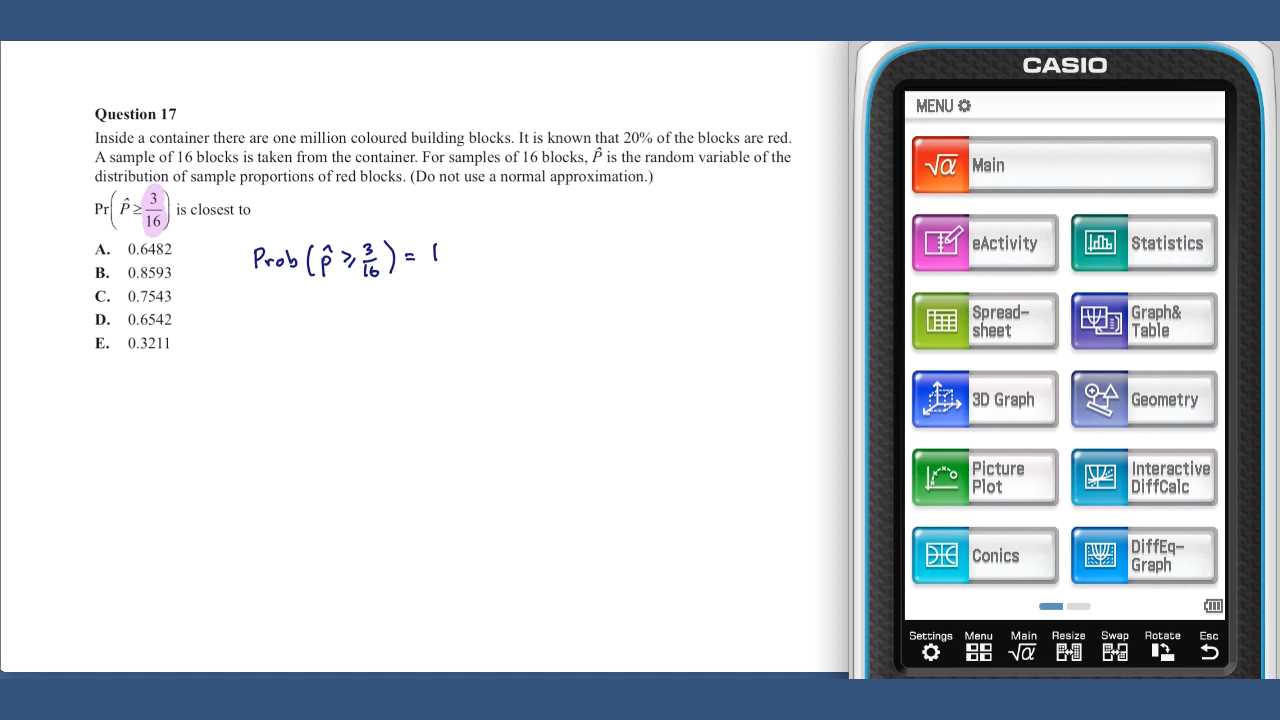 CASIO
MENU
Question 17
Inside a container there are one million coloured building blocks. It is known that 20% of the blocks are red.
A sample of 16 blocks is taken from the container. For samples of 16 blocks, P̂ is the random variable of the
distribution of sample proportions of red blocks. (Do not use a normal approximation.)
Pr(P̂ ≥ 3/16) is closest to
A. 0.6482
B. 0.8593
C. 0.7543
D. 0.6542
E. 0.3211
Prob(p̂ ≥ 3/16) = 1
√α Main
eActivity
Statistics
Spread-
sheet
Graph&
Table
3D Graph
Geometry
Picture
Plot
Interactive
DiffCalc
Conics
DiffEq-
Graph
Settings Menu Main Resize Swap Rotate Esc
√α